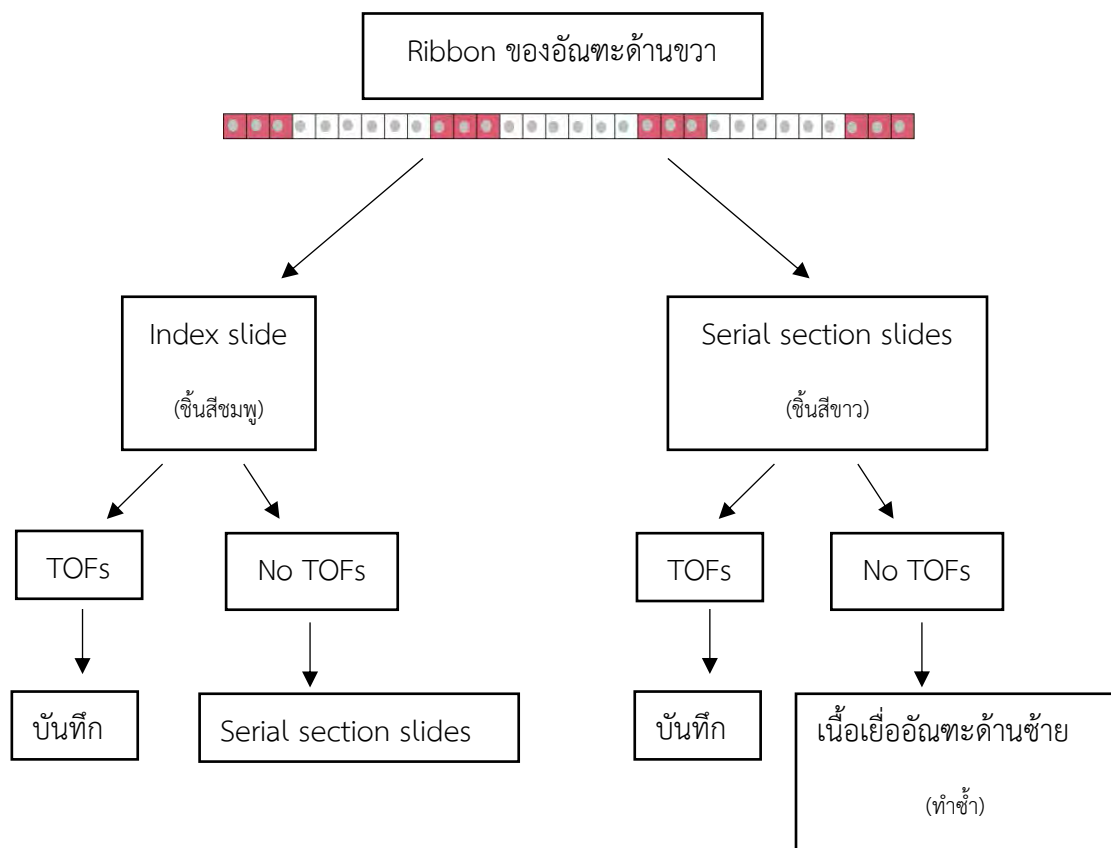 Ribbon ของอัณฑะด้านขวา
Index slide
(ชิ้นสีชมพู)
Serial section slides
(ชิ้นสีขาว)
TOFs
No TOFs
TOFs
No TOFs
บันทึก
Serial section slides
บันทึก
เนื้อเยื่ออัณฑะด้านซ้าย
(ทำซ้ำ)